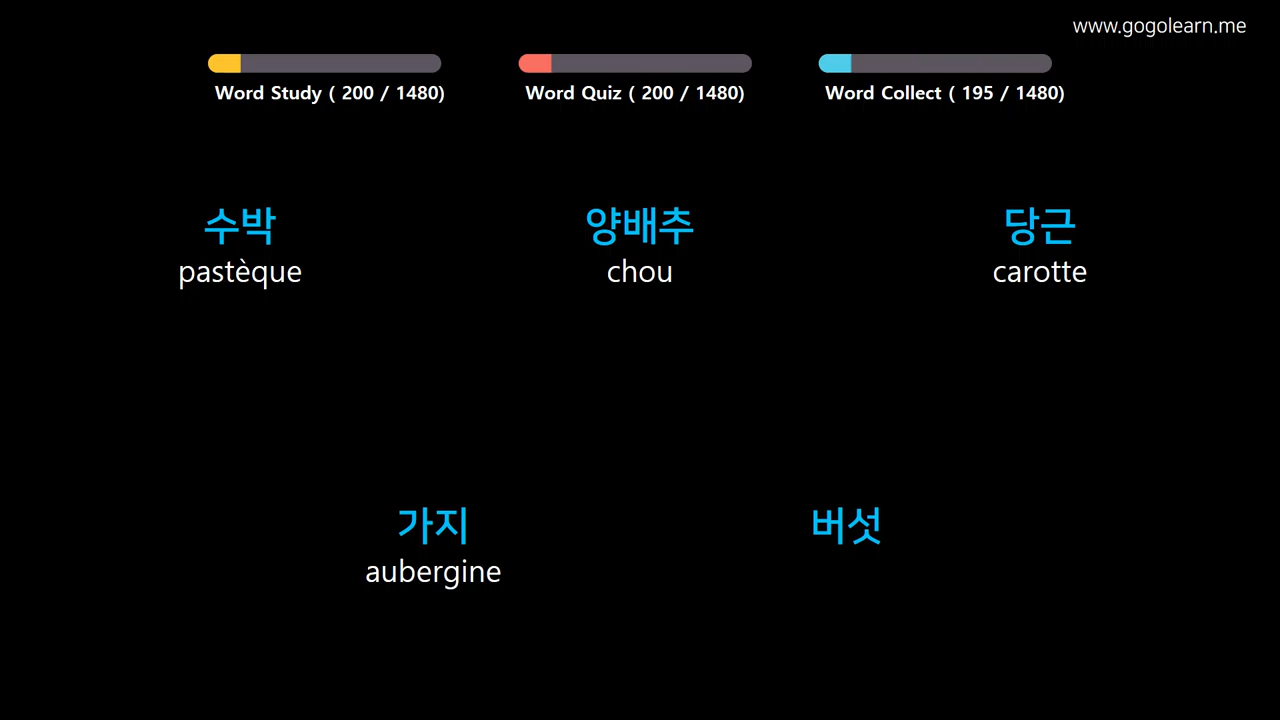 www.gogolearn.me
Word Study ( 200 / 1480)
Word Quiz ( 200 / 1480)
Word Collect ( 195 / 1480)
수박
pastèque
양배추
chou
당근
carotte
가지
aubergine
버섯